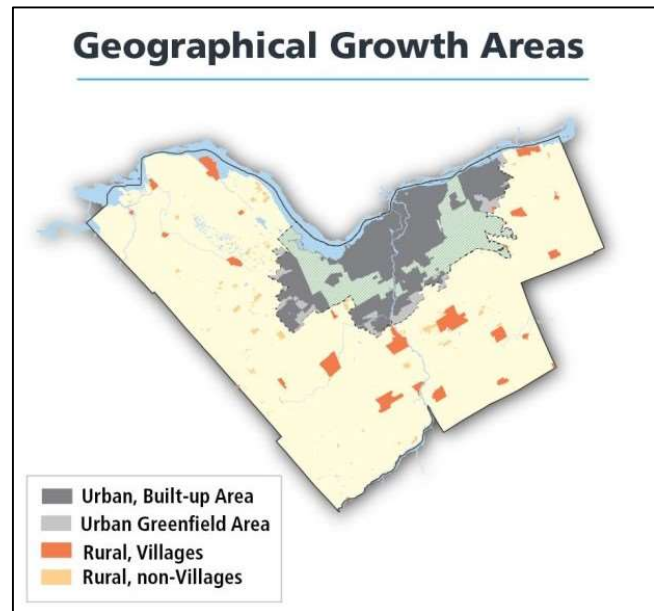 Geographical Growth Areas
Urban, Built-up Area
Urban Greenfield Area
Rural, Villages
Rural, non-Villages